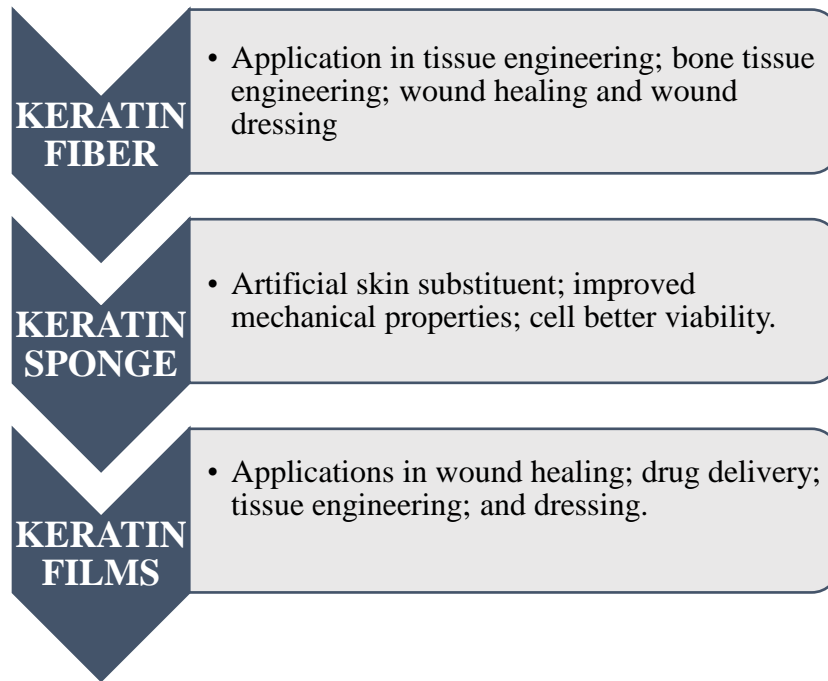 KERATIN
FIBER
• Application in tissue engineering; bone tissue
engineering; wound healing and wound
dressing
KERATIN
SPONGE
• Artificial skin substituent; improved
mechanical properties; cell better viability.
KERATIN
FILMS
• Applications in wound healing; drug delivery;
tissue engineering; and dressing.